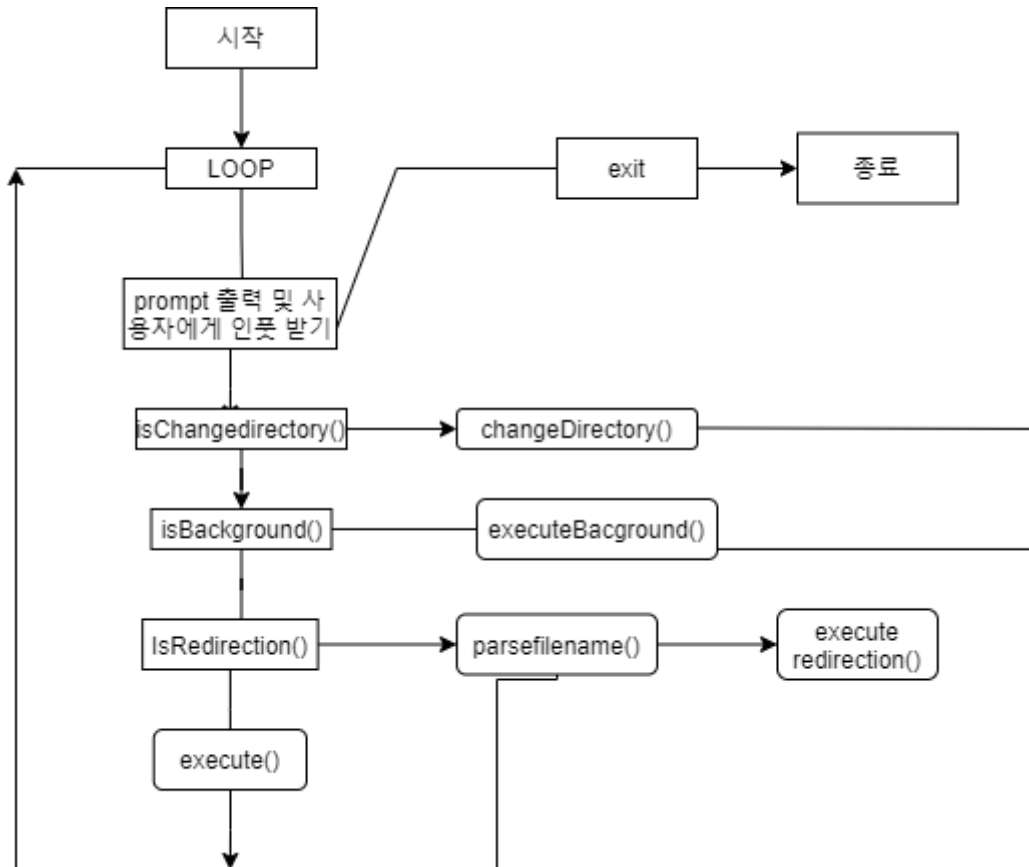 시작
LOOP
exit
종료
prompt 출력 및 사
용자에게 인풋 받기
isChangedirectory()
changeDirectory()
isBackground()
executeBacground()
IsRedirection()
parsefilename()
execute
redirection()
execute()